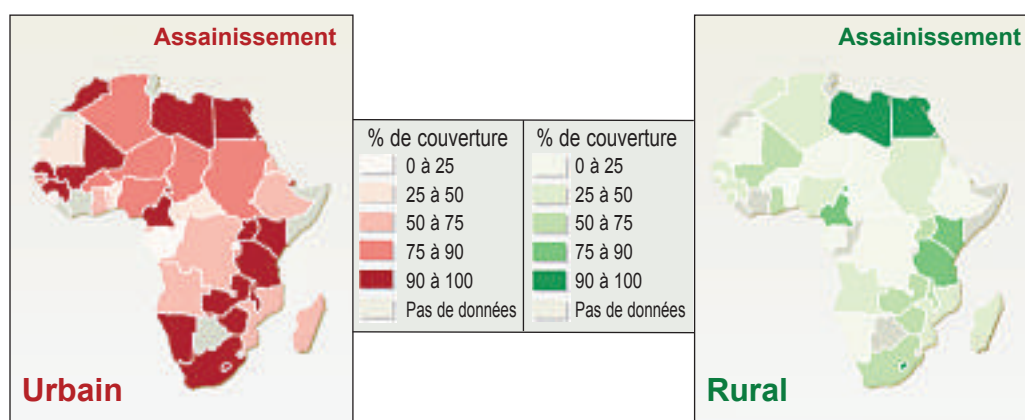 Assainissement
Urbain
% de couverture
0 à 25
25 à 50
50 à 75
75 à 90
90 à 100
Pas de données
% de couverture
0 à 25
25 à 50
50 à 75
75 à 90
90 à 100
Pas de données
Assainissement
Rural